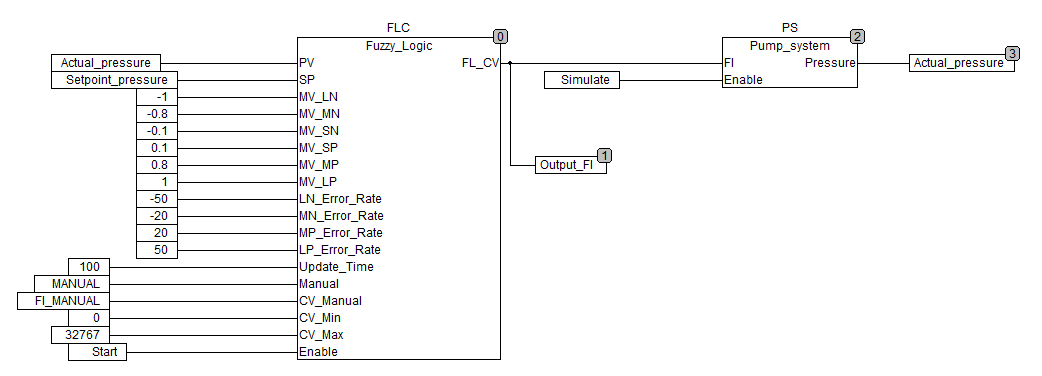 FLC
0
Fuzzy_Logic
PS
2
Pump_system
3
Actual_pressure PV FL_CV FI Pressure Actual_pressure
Setpoint_pressure SP Simulate Enable
-1 MV_LN
-0.8 MV_MN
-0.1 MV_SN
0.1 MV_SP
1
0.8 MV_MP Output_FI
1 MV_LP
-50 LN_Error_Rate
-20 MN_Error_Rate
20 MP_Error_Rate
50 LP_Error_Rate
100 Update_Time
MANUAL Manual
FI_MANUAL CV_Manual
0 CV_Min
32767 CV_Max
Start Enable